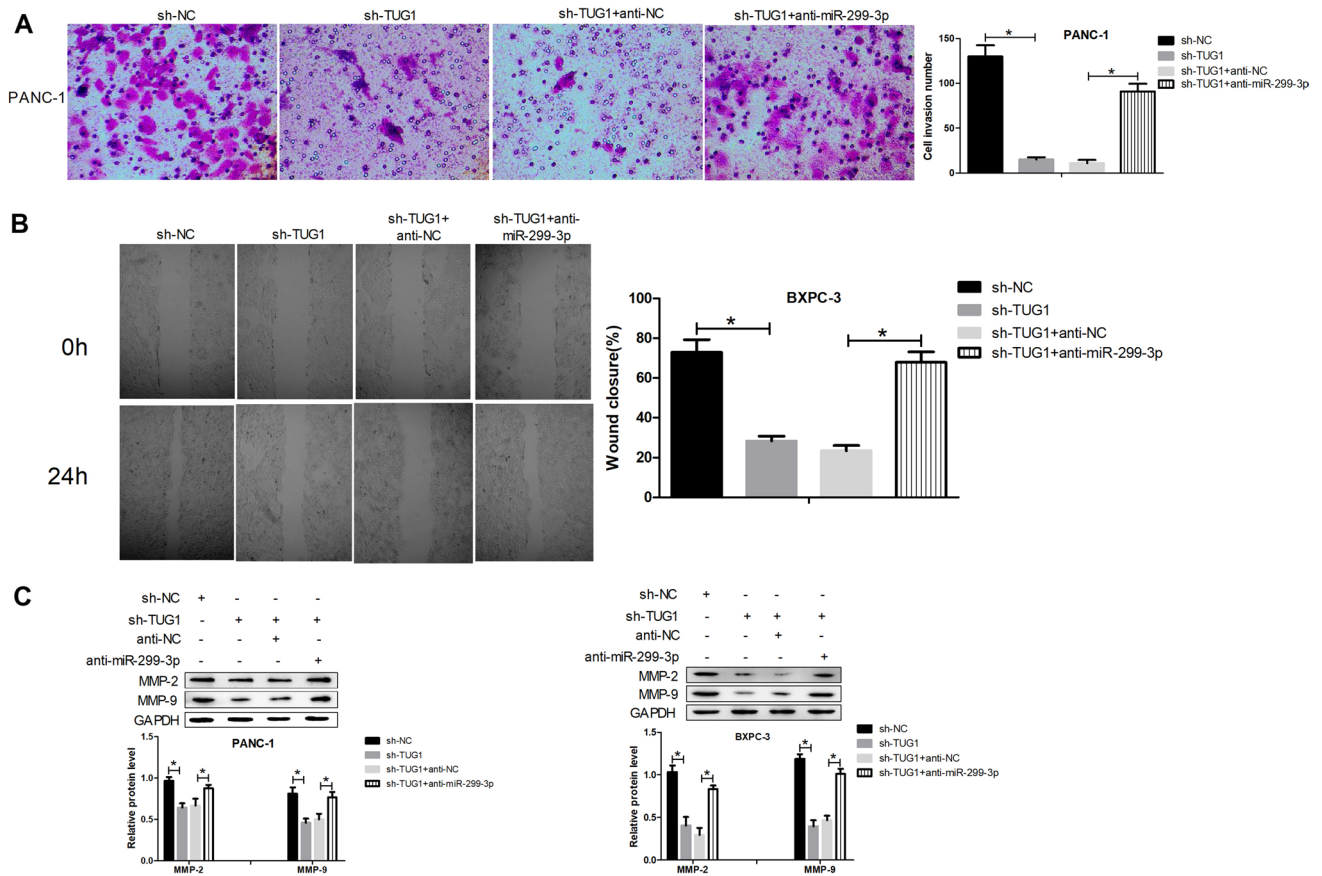 A
sh-NC
sh-TUG1
sh-TUG1+anti-NC
sh-TUG1+anti-miR-299-3p
PANC-1
PANC-1
Cell invasion number
150
100
50
0
*
*
sh-NC
sh-TUG1
sh-TUG1+anti-NC
sh-TUG1+anti-miR-299-3p
B
sh-NC
sh-TUG1
sh-TUG1+
anti-NC
sh-TUG1+anti-
miR-299-3p
0h
24h
BXPC-3
Wound closure(%)
100
80
60
40
20
0
*
*
sh-NC
sh-TUG1
sh-TUG1+anti-NC
sh-TUG1+anti-miR-299-3p
C
sh-NC + - - -
sh-TUG1 - + + +
anti-NC - - + -
anti-miR-299-3p - - - +
MMP-2
MMP-9
GAPDH
PANC-1
Relative protein level
1.5
1.0
0.5
0.0
* * * *
MMP-2 MMP-9
sh-NC
sh-TUG1
sh-TUG1+anti-NC
sh-TUG1+anti-miR-299-3p
sh-NC + - - -
sh-TUG1 - + + +
anti-NC - - + -
anti-miR-299-3p - - - +
MMP-2
MMP-9
GAPDH
BXPC-3
Relative protein level
1.5
1.0
0.5
0.0
* * * *
MMP-2 MMP-9
sh-NC
sh-TUG1
sh-TUG1+anti-NC
sh-TUG1+anti-miR-299-3p